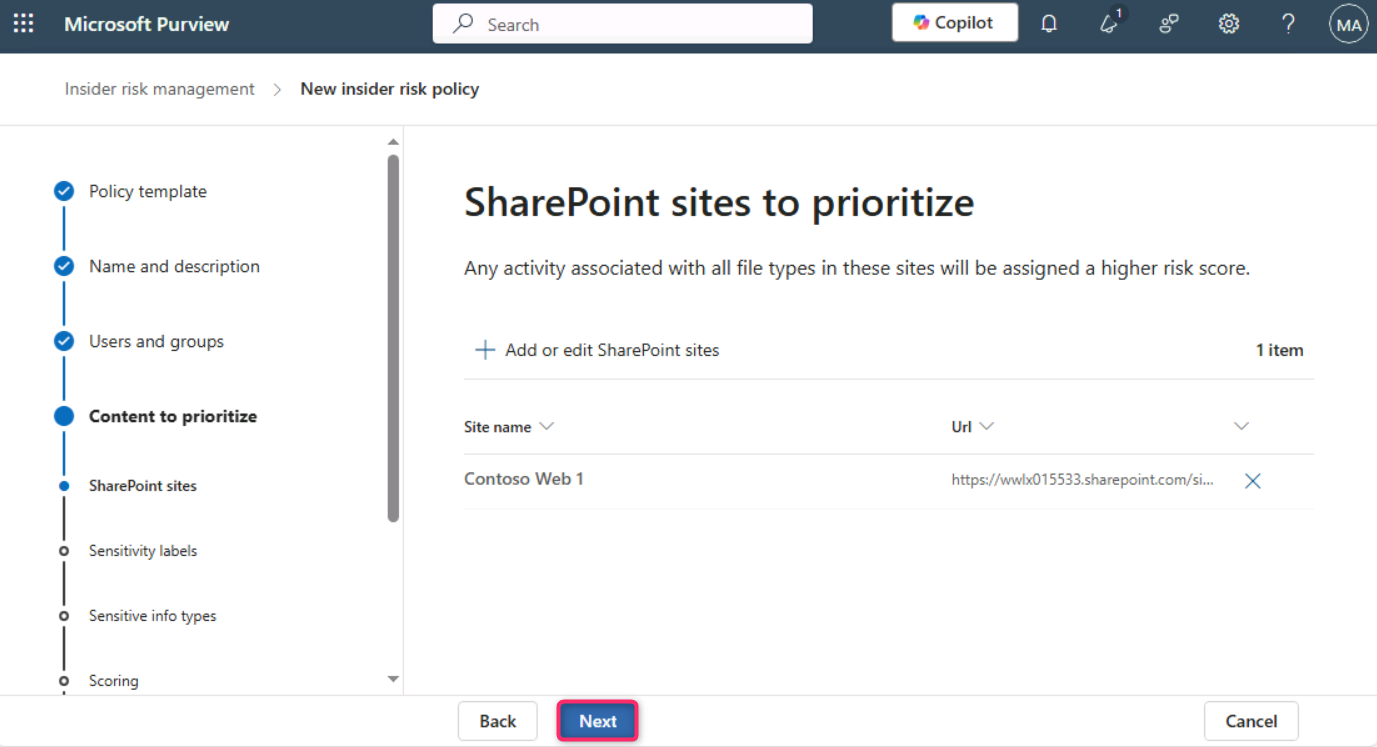 Microsoft Purview
Search
Copilot
1
MA
Insider risk management > New insider risk policy
Policy template
Name and description
Users and groups
Content to prioritize
SharePoint sites
Sensitivity labels
Sensitive info types
Scoring
SharePoint sites to prioritize
Any activity associated with all file types in these sites will be assigned a higher risk score.
Add or edit SharePoint sites
1 item
Site name
Url
Contoso Web 1
https://wwlx015533.sharepoint.com/si...
Back
Next
Cancel